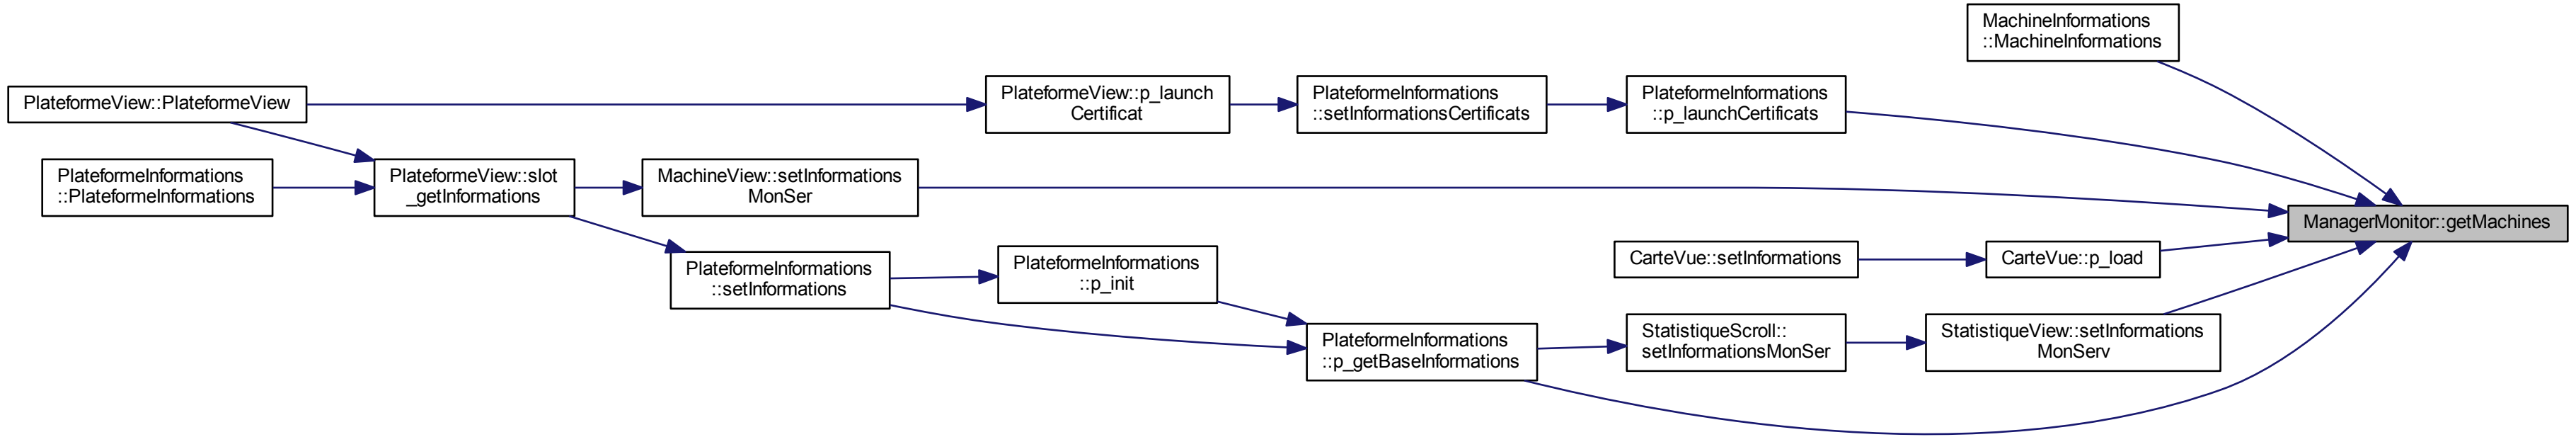 MachineInformations
::MachineInformations
PlateformeView::PlateformeView
PlateformeView::p_launch
Certificat
PlateformeInformations
::setInformationsCertificats
PlateformeInformations
::p_launchCertificats
PlateformeInformations
::PlateformeInformations
PlateformeView::slot
_getInformations
MachineView::setInformations
MonSer
ManagerMonitor::getMachines
PlateformeInformations
::setInformations
PlateformeInformations
::p_init
CarteVue::setInformations
CarteVue::p_load
PlateformeInformations
::p_getBaseInformations
StatistiqueScroll::
setInformationsMonSer
StatistiqueView::setInformations
MonServ